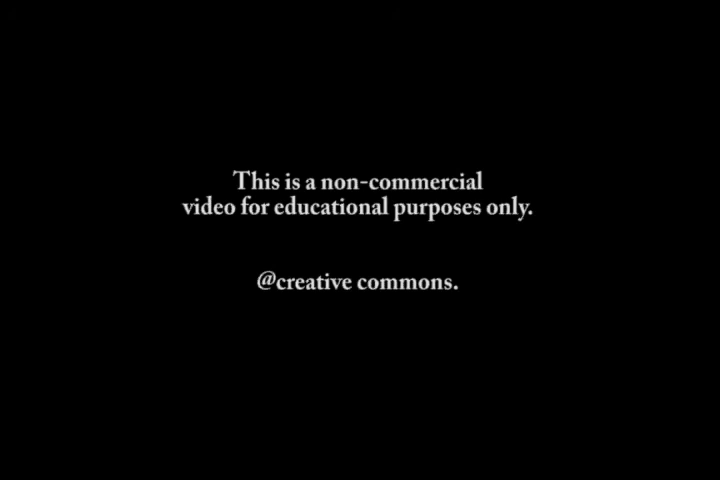 This is a non-commercial
video for educational purposes only.
@creative commons.